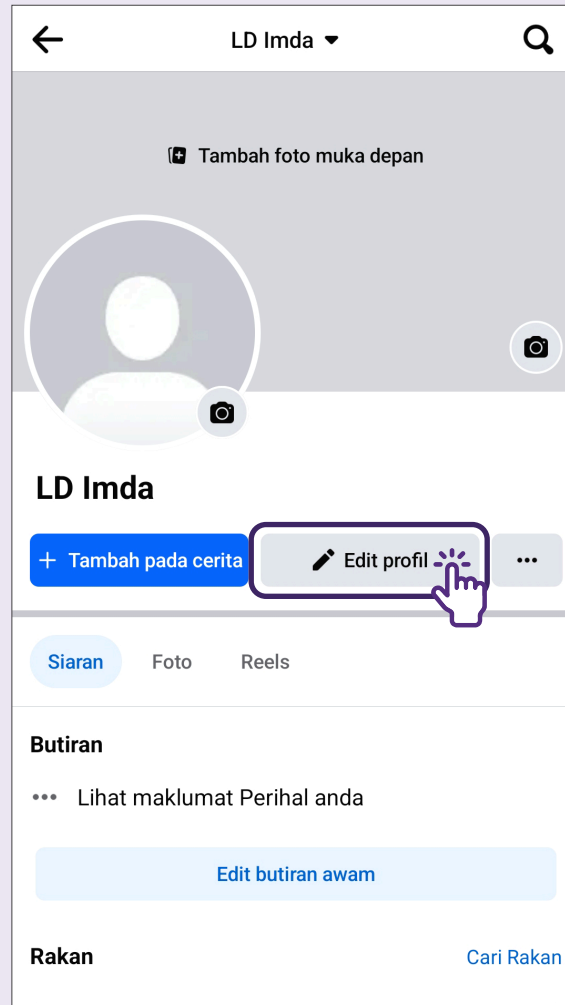 LD Imda
Tambah foto muka depan
LD Imda
+ Tambah pada cerita
Edit profil
Siaran
Foto
Reels
Butiran
Lihat maklumat Perihal anda
Edit butiran awam
Rakan
Cari Rakan